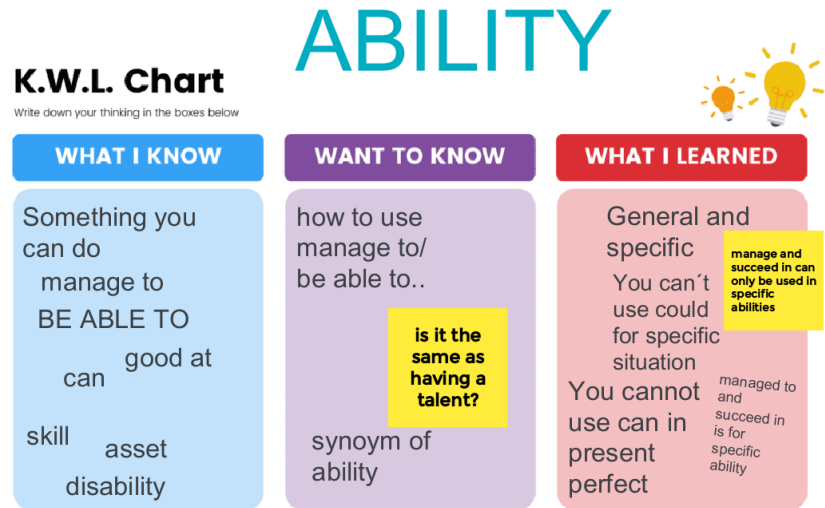 ABILITY
K.W.L. Chart
Write down your thinking in the boxes below
WHAT I KNOW
Something you
can do
manage to
BE ABLE TO
good at
can
skill
asset
disability
WANT TO KNOW
how to use
manage to/
be able to..
is it the
same as
having a
talent?
synoym of
ability
WHAT I LEARNED
General and
specific
manage and
succeed in can
only be used in
specific
abilities
You can´t
use could
for specific
situation
You cannot
use can in
present
perfect
managed to
and
succeed in
is for
specific
ability